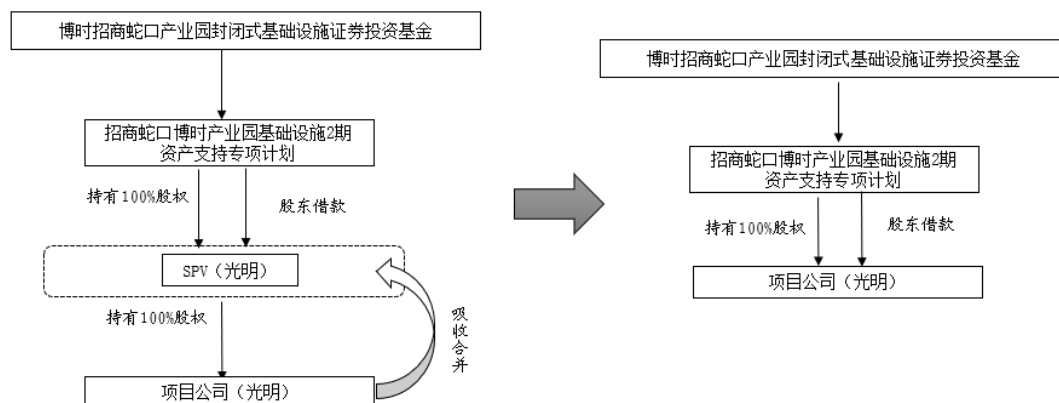 博时招商蛇口产业园封闭式基础设施证券投资基金
招商蛇口博时产业园基础设施2期
资产支持专项计划
持有100%股权
股东借款
SPV（光明）
持有100%股权
吸收合并
项目公司（光明）
博时招商蛇口产业园封闭式基础设施证券投资基金
招商蛇口博时产业园基础设施2期
资产支持专项计划
持有100%股权
股东借款
项目公司（光明）